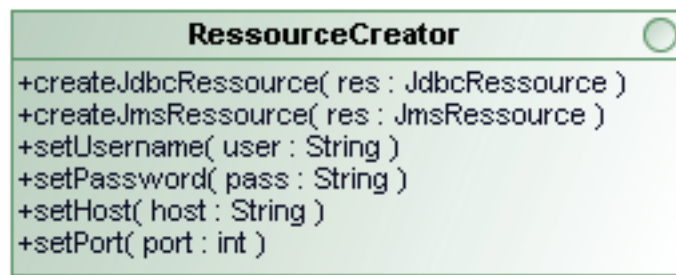 RessourceCreator
+createJdbcRessource( res : JdbcRessource )
+createJmsRessource( res : JmsRessource )
+setUsername( user : String )
+setPassword( pass : String )
+setHost( host : String )
+setPort( port : int )